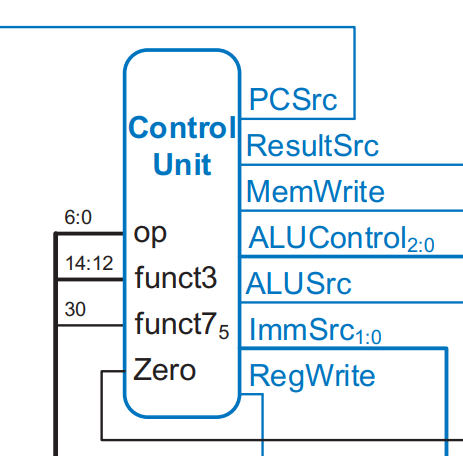 PCSrc
Control
Unit
ResultSrc
MemWrite
6:0
op
ALUControl2:0
14:12
funct3
ALUSrc
30
funct75
ImmSrc1:0
Zero
RegWrite